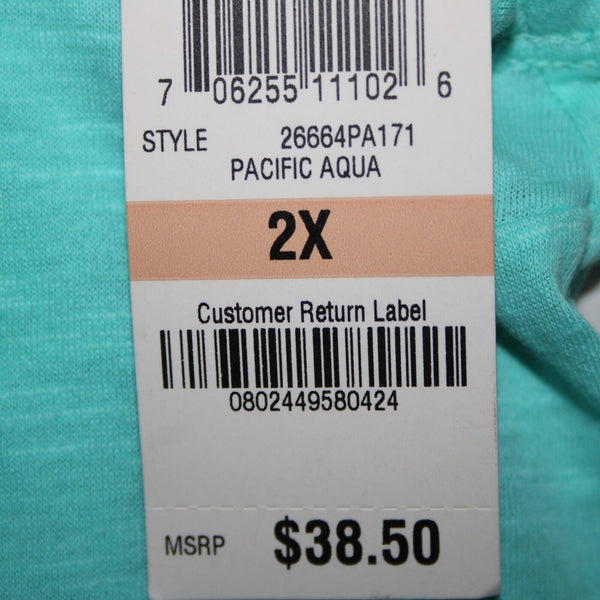 7 06255 11102 6
STYLE 26664PA171
PACIFIC AQUA
2X
Customer Return Label
0802449580424
MSRP $38.50